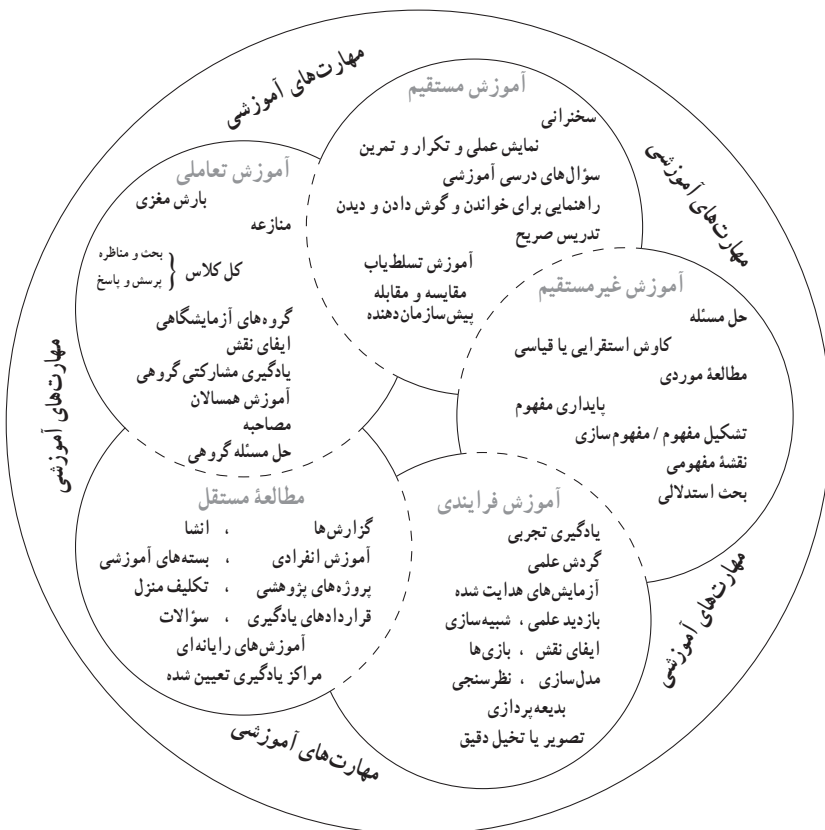 مهارت‌های آموزشی
آموزش مستقیم
سخنرانی
نمایش عملی و تکرار و تمرین
سؤال‌های درسی آموزشی
راهنمایی برای خواندن و گوش دادن و دیدن
تدریس صریح
آموزش تسلط‌یاب
مقایسه و مقابله
پیش‌سازمان‌دهنده
مهارت‌های آموزشی
آموزش غیرمستقیم
حل مسئله
کاوش استقرایی یا قیاسی
مطالعۀ موردی
پایداری مفهوم
تشکیل مفهوم / مفهوم‌سازی
نقشۀ مفهومی
بحث استدلالی
مهارت‌های آموزشی
آموزش فرایندی
یادگیری تجربی
گردش علمی
آزمایش‌های هدایت شده
بازدید علمی ، شبیه‌سازی
ایفای نقش ، بازی‌ها
مدل‌سازی ، نظرسنجی
بدیعه‌پردازی
تصویر یا تخیل دقیق
مهارت‌های آموزشی
مطالعۀ مستقل
گزارش‌ها ، انشا
آموزش انفرادی ، بسته‌های آموزشی
پروژه‌های پژوهشی ، تکلیف منزل
قراردادهای یادگیری ، سؤالات
آموزش‌های رایانه‌ای
مراکز یادگیری تعیین شده
مهارت‌های آموزشی
آموزش تعاملی
بارش مغزی
منازعه
کل کلاس { بحث و مناظره
پرسش و پاسخ
گروه‌های آزمایشگاهی
ایفای نقش
یادگیری مشارکتی گروهی
آموزش همسالان
مصاحبه
حل مسئله گروهی